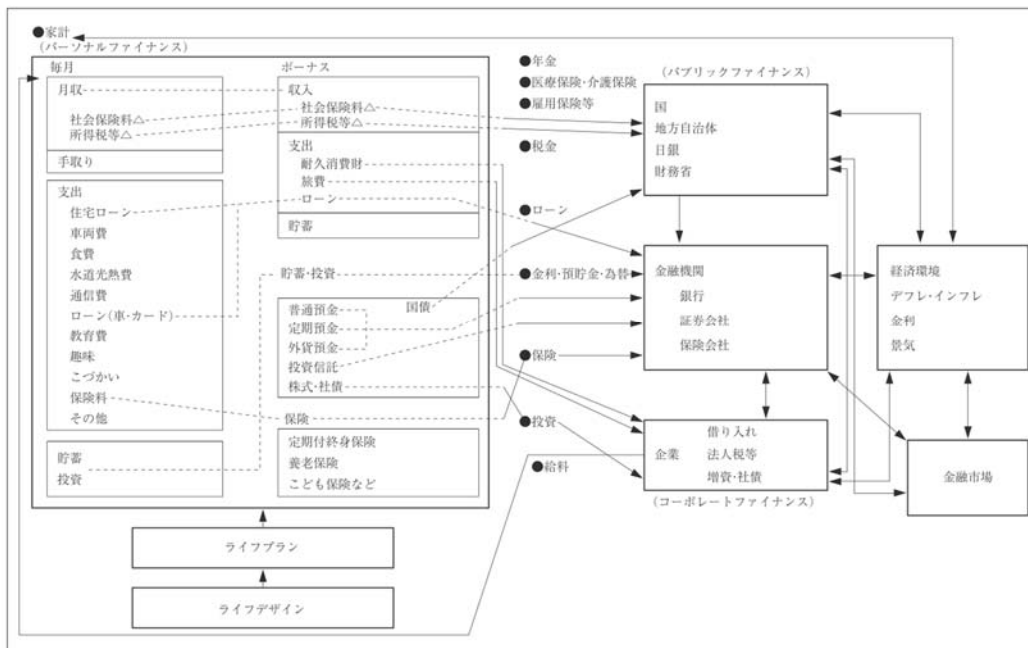 ●家計
(パーソナルファイナンス)
毎月
月収
社会保険料△
所得税等△
手取り
支出
住宅ローン
車両費
食費
水道光熱費
通信費
ローン(車・カード)
教育費
趣味
こづかい
保険料
その他
貯蓄
投資
ボーナス
収入
社会保険料△
所得税等△
支出
耐久消費財
旅費
ローン
貯蓄
貯蓄・投資
普通預金
定期預金
外貨預金
投資信託
株式・社債
国債
保険
定期付終身保険
養老保険
こども保険など
ライフプラン
ライフデザイン
●年金
●医療保険・介護保険
●雇用保険等
●税金
●ローン
●金利・預貯金・為替
●保険
●投資
●給料
(パブリックファイナンス)
国
地方自治体
日銀
財務省
金融機関
銀行
証券会社
保険会社
企業
借り入れ
法人税等
増資・社債
(コーポレートファイナンス)
経済環境
デフレ・インフレ
金利
景気
金融市場